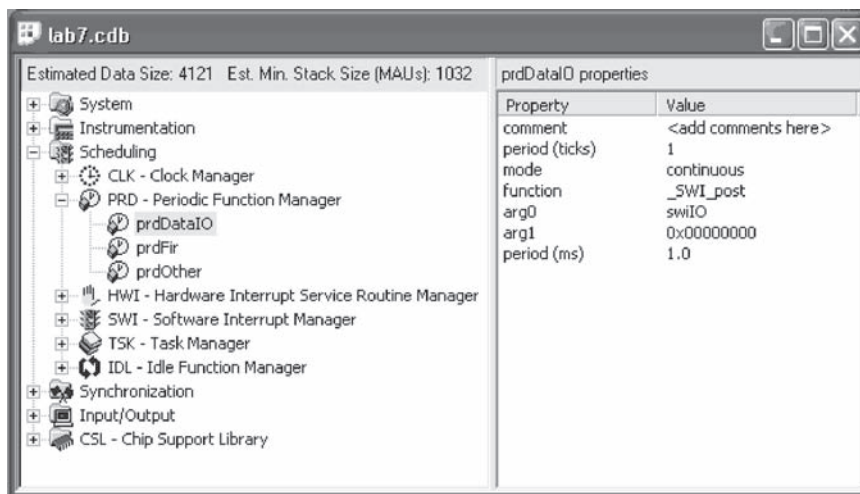 lab7.cdb
Estimated Data Size: 4121 Est. Min. Stack Size (MAUs): 1032
System
Instrumentation
Scheduling
CLK - Clock Manager
PRD - Periodic Function Manager
prdDataIO
prdFir
prdOther
HWI - Hardware Interrupt Service Routine Manager
SWI - Software Interrupt Manager
TSK - Task Manager
IDL - Idle Function Manager
Synchronization
Input/Output
CSL - Chip Support Library
prdDataIO properties
Property Value
comment <add comments here>
period (ticks) 1
mode continuous
function _SWI_post
arg0 swiIO
arg1 0x00000000
period (ms) 1.0